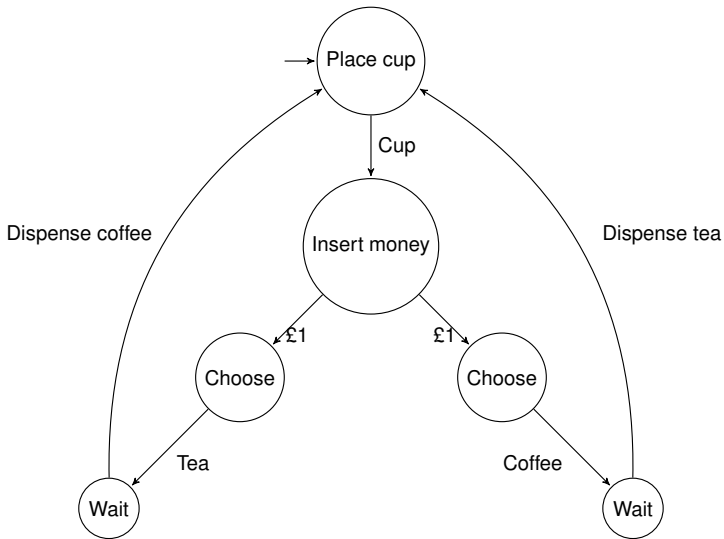 Place cup
Cup
Dispense coffee
Insert money
Dispense tea
£1
£1
Choose
Choose
Tea
Coffee
Wait
Wait